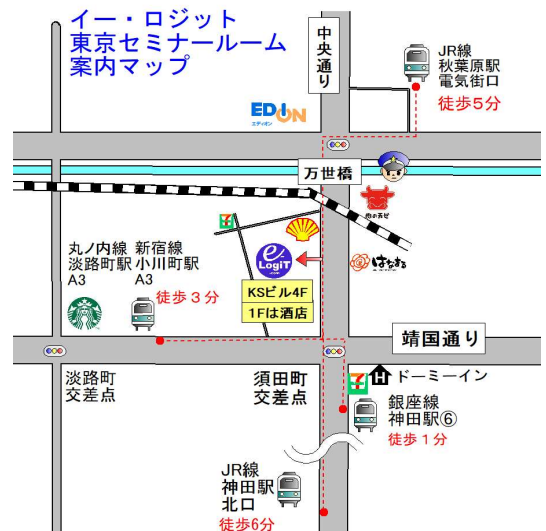 イー・ロジット
東京セミナールーム
案内マップ
中央通り
JR線
秋葉原駅
電気街口
徒歩5分
EDION
エディオン
万世橋
肉の万世
7
丸ノ内線
淡路町駅
A3
新宿線
小川町駅
A3
徒歩３分
e-
LogiT
はなまる
KSビル4F
1Fは酒店
靖国通り
淡路町
交差点
須田町
交差点
7
H
ドーミーイン
銀座線
神田駅⑥
徒歩１分
JR線
神田駅
北口
徒歩6分